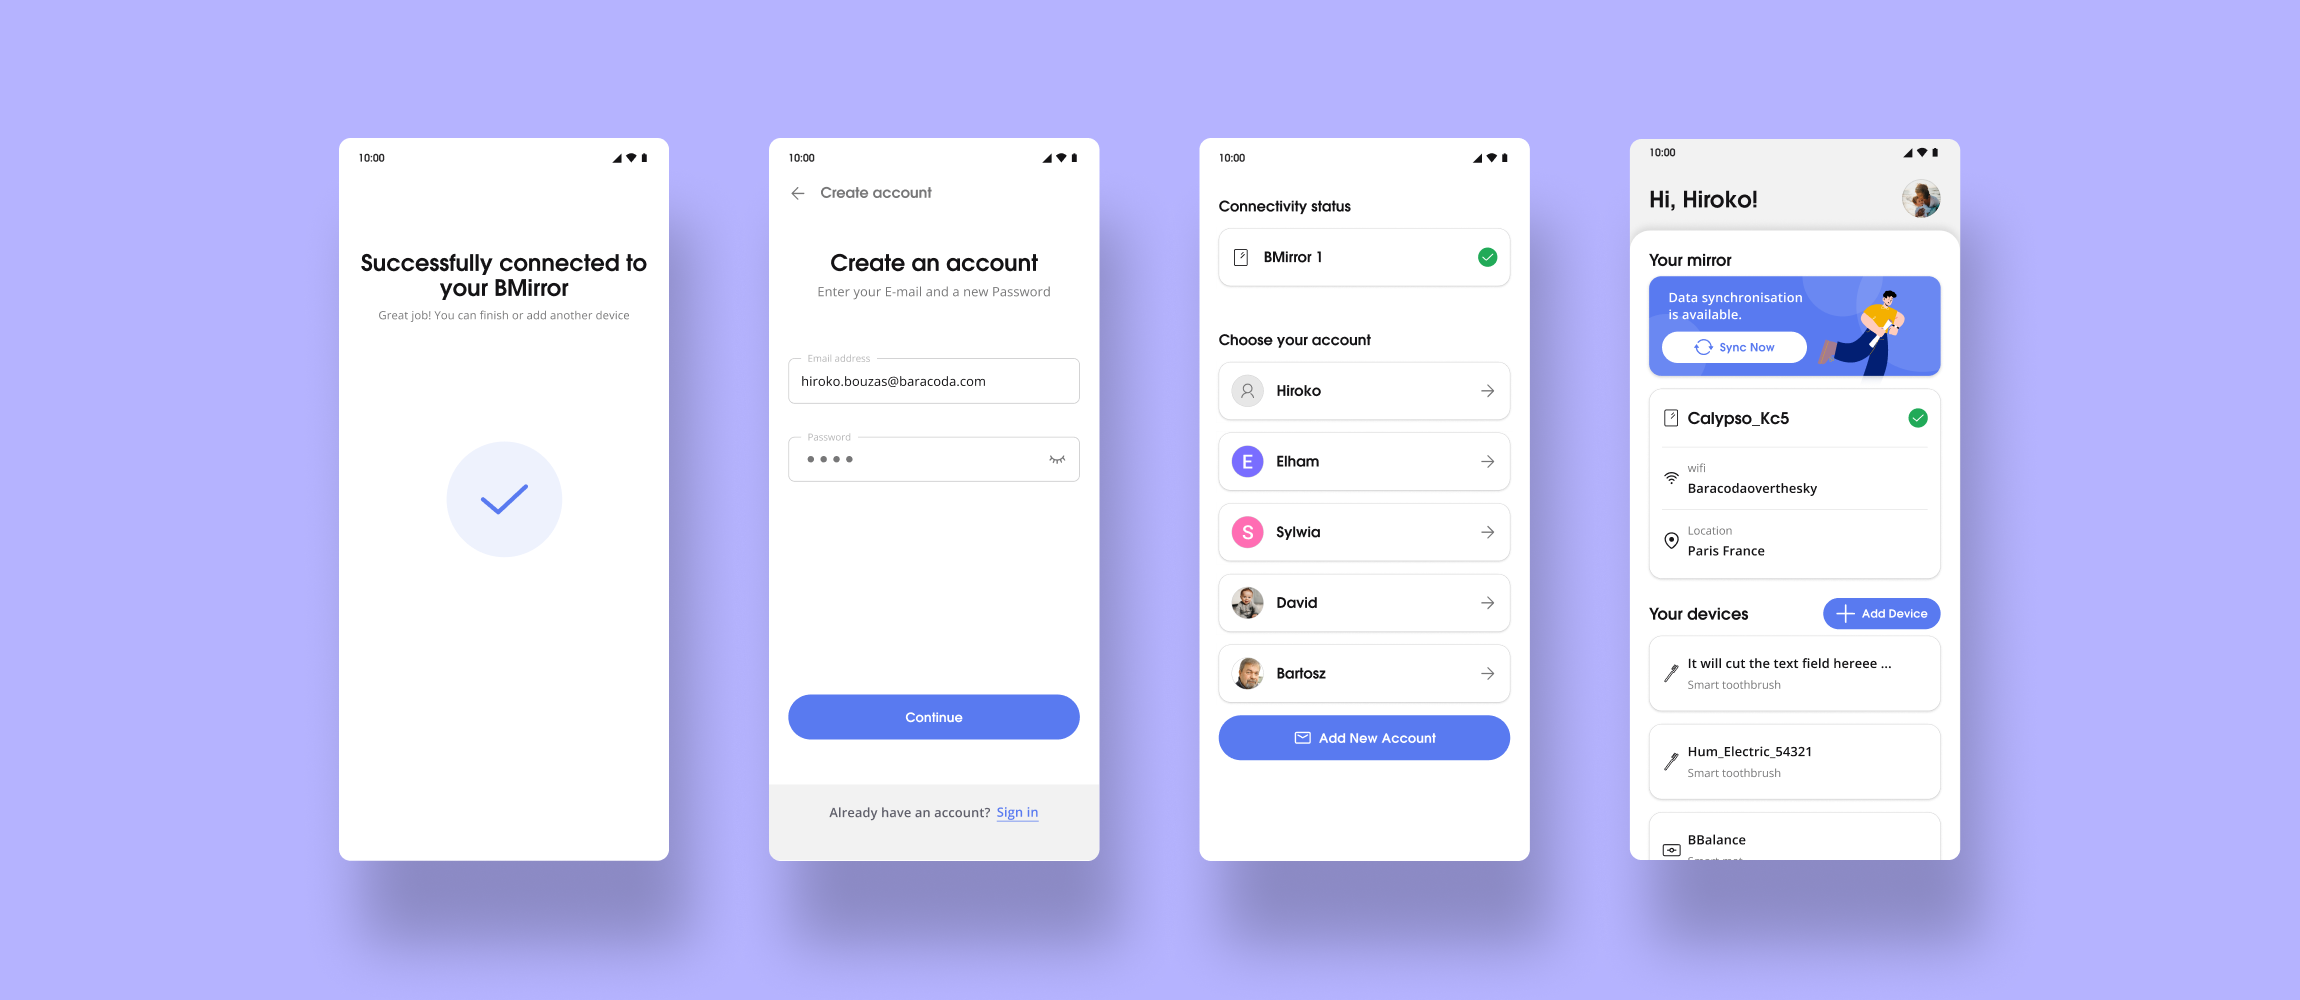 10:00
Successfully connected to
your BMirror
Great job! You can finish or add another device
10:00
Create account
Create an account
Enter your E-mail and a new Password
Email address
hiroko.bouzas@baracoda.com
Password
Continue
Already have an account? Sign in
10:00
Connectivity status
BMirror 1
Choose your account
Hiroko
E Elham
S Sylwia
David
Bartosz
Add New Account
10:00
Hi, Hiroko!
Your mirror
Data synchronisation
is available.
Sync Now
Calypso_Kc5
wifi
Baracodaoverthesky
Location
Paris France
Your devices
Add Device
It will cut the text field hereee ...
Smart toothbrush
Hum_Electric_54321
Smart toothbrush
BBalance